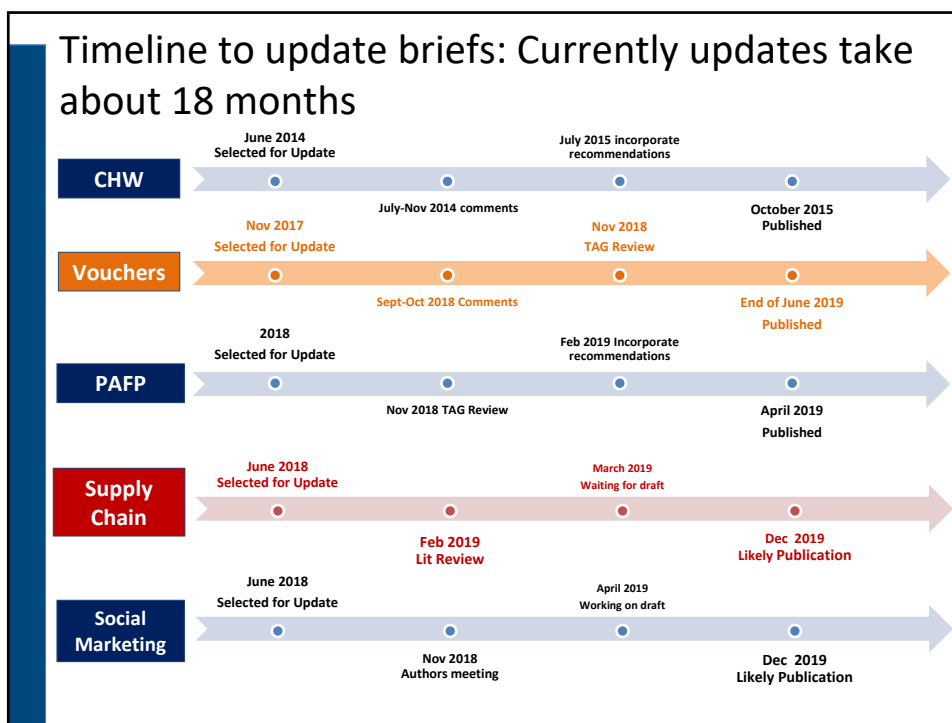 Timeline to update briefs: Currently updates take
about 18 months
CHW
June 2014
Selected for Update
July-Nov 2014 comments
July 2015 incorporate
recommendations
October 2015
Published
Vouchers
Nov 2017
Selected for Update
Sept-Oct 2018 Comments
Nov 2018
TAG Review
End of June 2019
Published
PAFP
2018
Selected for Update
Nov 2018 TAG Review
Feb 2019 Incorporate
recommendations
April 2019
Published
Supply
Chain
June 2018
Selected for Update
Feb 2019
Lit Review
March 2019
Waiting for draft
Dec 2019
Likely Publication
Social
Marketing
June 2018
Selected for Update
Nov 2018
Authors meeting
April 2019
Working on draft
Dec 2019
Likely Publication